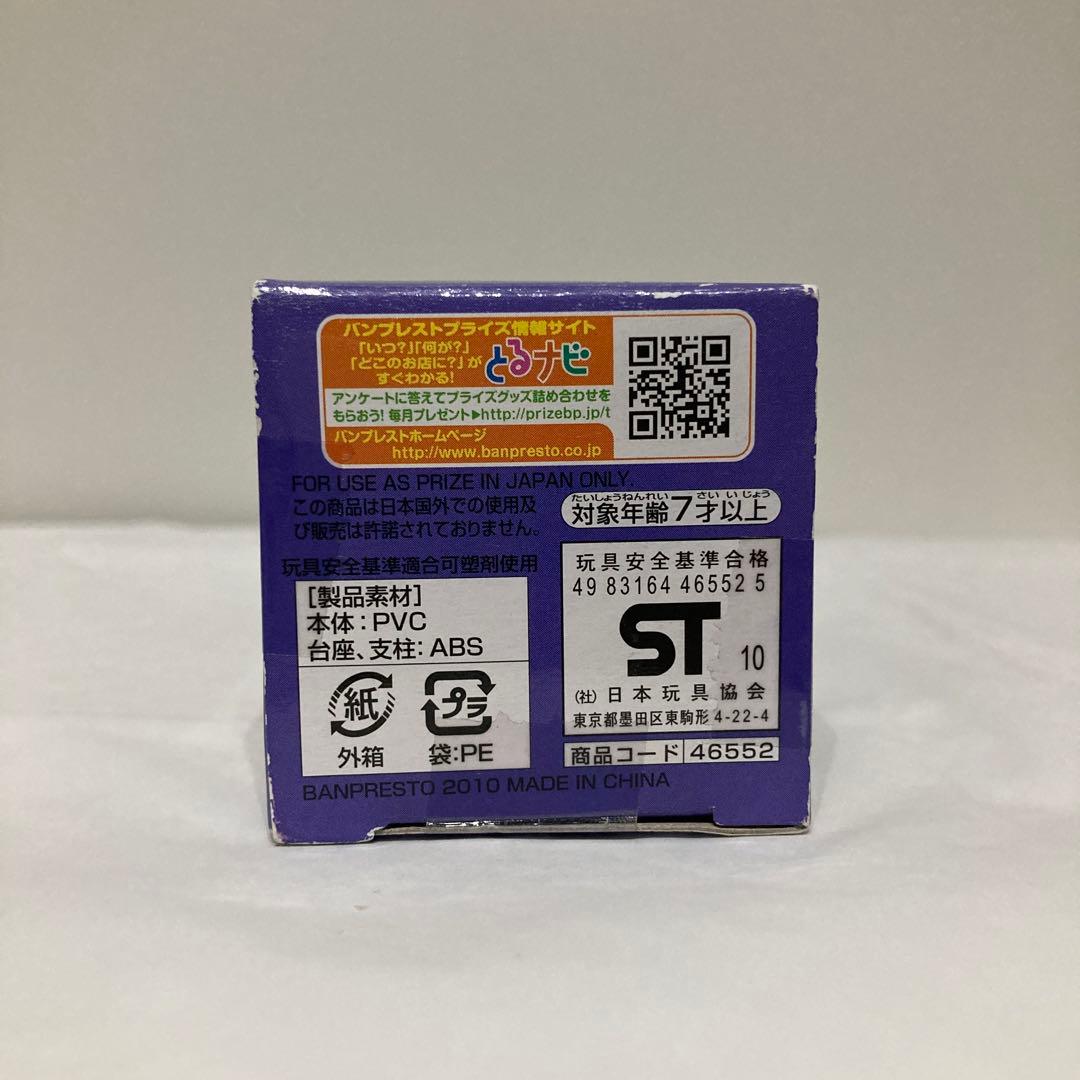 バンプレストプライズ情報サイト
「いつ?」「何が?」
「どこのお店に?」が
すぐわかる!
とるナビ
アンケートに答えてプライズグッズ詰め合わせを
もらおう! 毎月プレゼント▶http://prizebp.jp/t
バンプレストホームページ
http://www.banpresto.co.jp
FOR USE AS PRIZE IN JAPAN ONLY.
この商品は日本国外での使用及
び販売は許諾されておりません。
たいしょうねんれい さい いじょう
対象年齢7才以上
玩具安全基準適合可塑剤使用
[製品素材]
本体:PVC
台座、支柱:ABS
紙
外箱
プラ
袋:PE
玩具安全基準合格
49 83164 46552 5
ST
10
(社)日本玩具協会
東京都墨田区東駒形4-22-4
商品コード 46552
BANPRESTO 2010 MADE IN CHINA